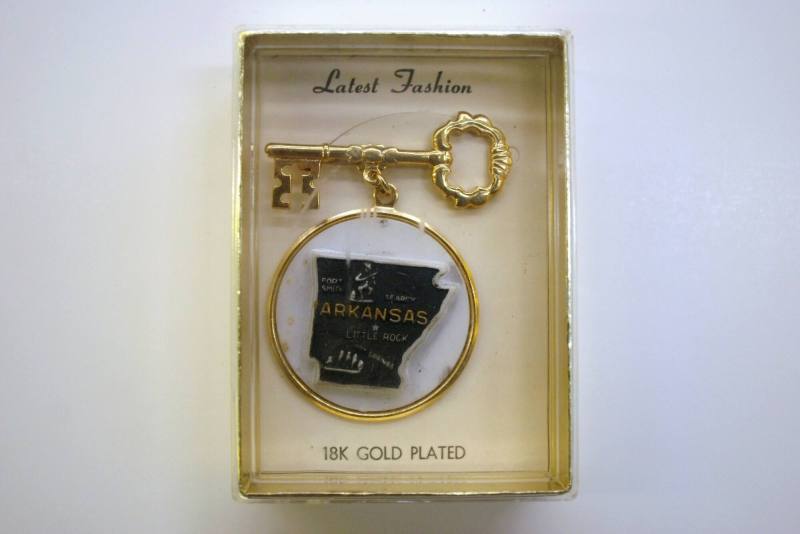 Latest Fashion
FORT
SMITH
SEARCY
ARKANSAS
LITTLE ROCK
18K GOLD PLATED